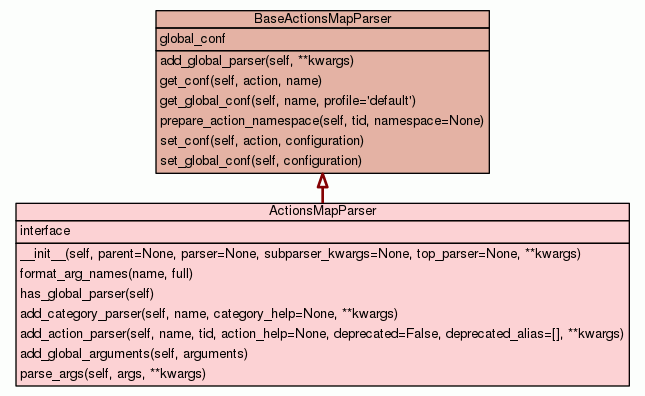 BaseActionsMapParser
global_conf
add_global_parser(self, **kwargs)
get_conf(self, action, name)
get_global_conf(self, name, profile='default')
prepare_action_namespace(self, tid, namespace=None)
set_conf(self, action, configuration)
set_global_conf(self, configuration)
ActionsMapParser
interface
__init__(self, parent=None, parser=None, subparser_kwargs=None, top_parser=None, **kwargs)
format_arg_names(name, full)
has_global_parser(self)
add_category_parser(self, name, category_help=None, **kwargs)
add_action_parser(self, name, tid, action_help=None, deprecated=False, deprecated_alias=[], **kwargs)
add_global_arguments(self, arguments)
parse_args(self, args, **kwargs)